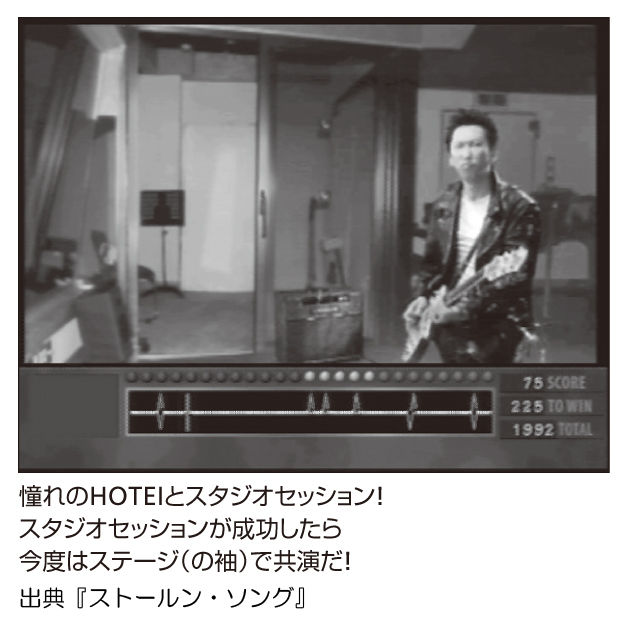 75 SCORE
225 TO WIN
1992 TOTAL
憧れのHOTEIとスタジオセッション!
スタジオセッションが成功したら
今度はステージ(の袖)で共演だ!
出典『ストールン・ソング』